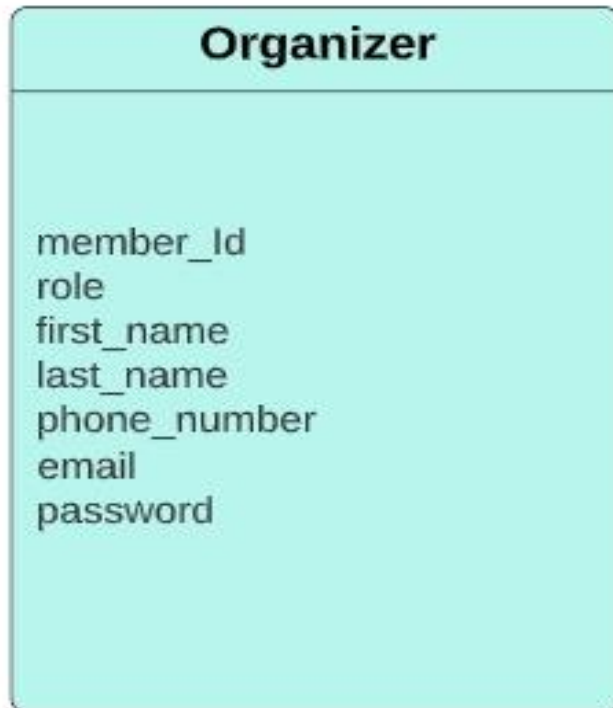 Organizer
member_Id
role
first_name
last_name
phone_number
email
password